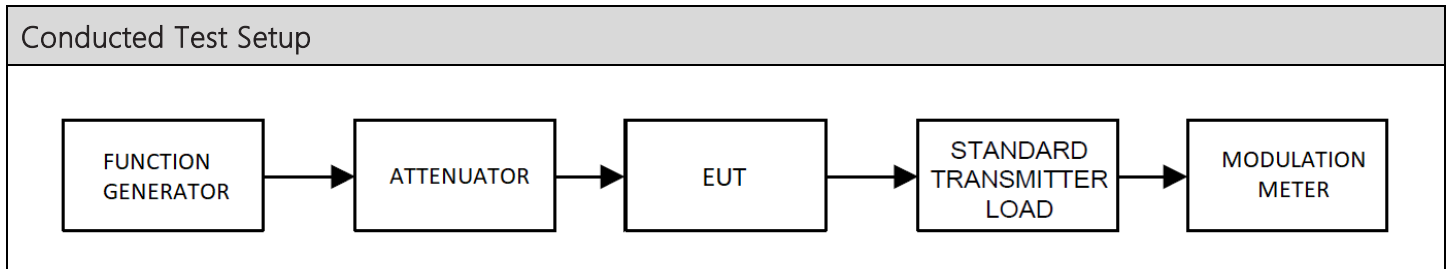 Conducted Test Setup
FUNCTION
GENERATOR
ATTENUATOR
EUT
STANDARD
TRANSMITTER
LOAD
MODULATION
METER